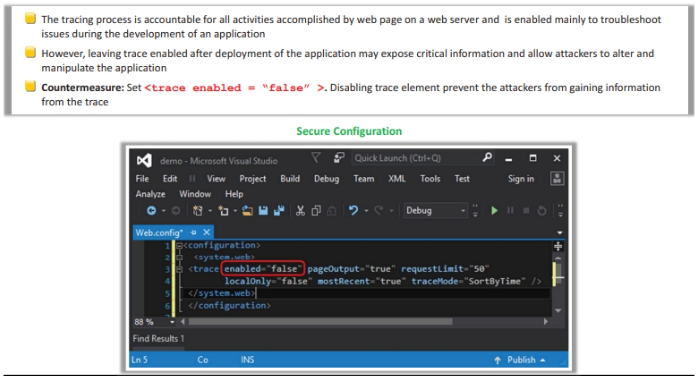 The tracing process is accountable for all activities accomplished by web page on a web server and is enabled mainly to troubleshoot
issues during the development of an application
However, leaving trace enabled after deployment of the application may expose critical information and allow attackers to alter and
manipulate the application
Countermeasure: Set <trace enabled = "false" >. Disabling trace element prevent the attackers from gaining information
from the trace
Secure Configuration
demo - Microsoft Visual Studio
Quick Launch (Ctrl+Q)
File Edit View Project Build Debug Team XML Tools Test Sign in
Analyze Window Help
Debug
Web.config*
1 <configuration>
2 <system.web>
3 <trace enabled="false" pageOutput="true" requestLimit="50"
4 localOnly="false" mostRecent="true" traceMode="SortByTime" />
5 </system.web>
6 </configuration>
7
88 %
Find Results 1
Ln 5 Co INS Publish